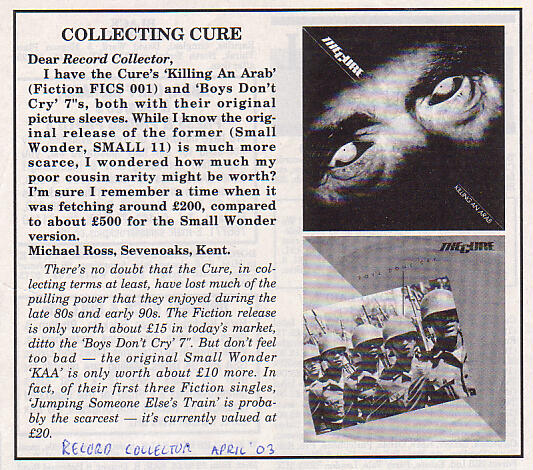 COLLECTING CURE
Dear Record Collector,
I have the Cure's 'Killing An Arab'
(Fiction FICS 001) and 'Boys Don't
Cry' 7"s, both with their original
picture sleeves. While I know the orig-
inal release of the former (Small
Wonder, SMALL 11) is much more
scarce, I wondered how much my
poor cousin rarity might be worth?
I'm sure I remember a time when it
was fetching around £200, compared
to about £500 for the Small Wonder
version.
Michael Ross, Sevenoaks, Kent.
There's no doubt that the Cure, in col-
lecting terms at least, have lost much of the
pulling power that they enjoyed during the
late 80s and early 90s. The Fiction release
is only worth about £15 in today's market,
ditto the 'Boys Don't Cry' 7". But don't feel
too bad — the original Small Wonder
'KAA' is only worth about £10 more. In
fact, of their first three Fiction singles,
'Jumping Someone Else's Train' is proba-
bly the scarcest — it's currently valued at
£20.
RECORD COLLECTOR APRIL '03
THE CURE
KILLING AN ARAB
THE CURE